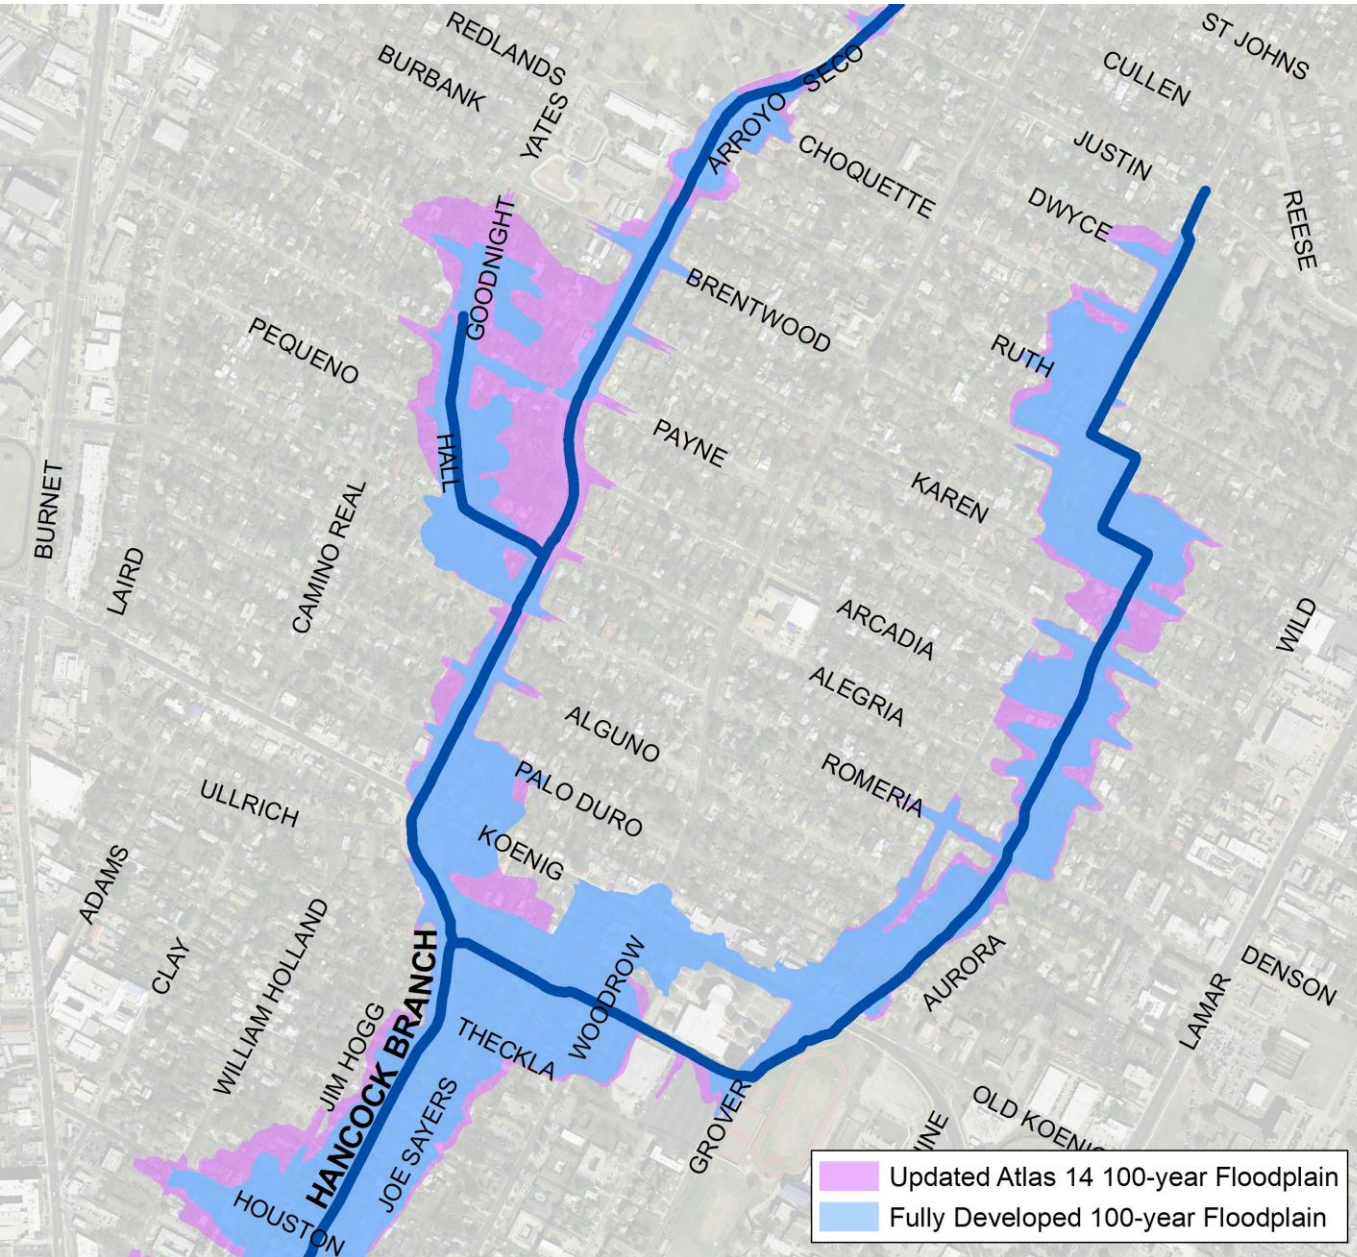 REDLANDS
ST JOHNS
BURBANK
SECO
CULLEN
YATES
ARROYO
CHOQUETTE
JUSTIN
DWYCE
REESE
GOODNIGHT
BRENTWOOD
PEQUENO
RUTH
PAYNE
HALL
KAREN
BURNET
CAMINO REAL
LAIRD
ARCADIA
WILD
ALEGRIA
ALGUNO
ROMERIA
PALO DURO
ULLRICH
KOENIG
ADAMS
WILLIAM HOLLAND
CLAY
HANCOCK BRANCH
WOODROW
AURORA
DENSON
LAMAR
JIM HOGG
THECKLA
JOE SAYERS
GROVER
OLD KOENIG
HOUSTON
Updated Atlas 14 100-year Floodplain
Fully Developed 100-year Floodplain